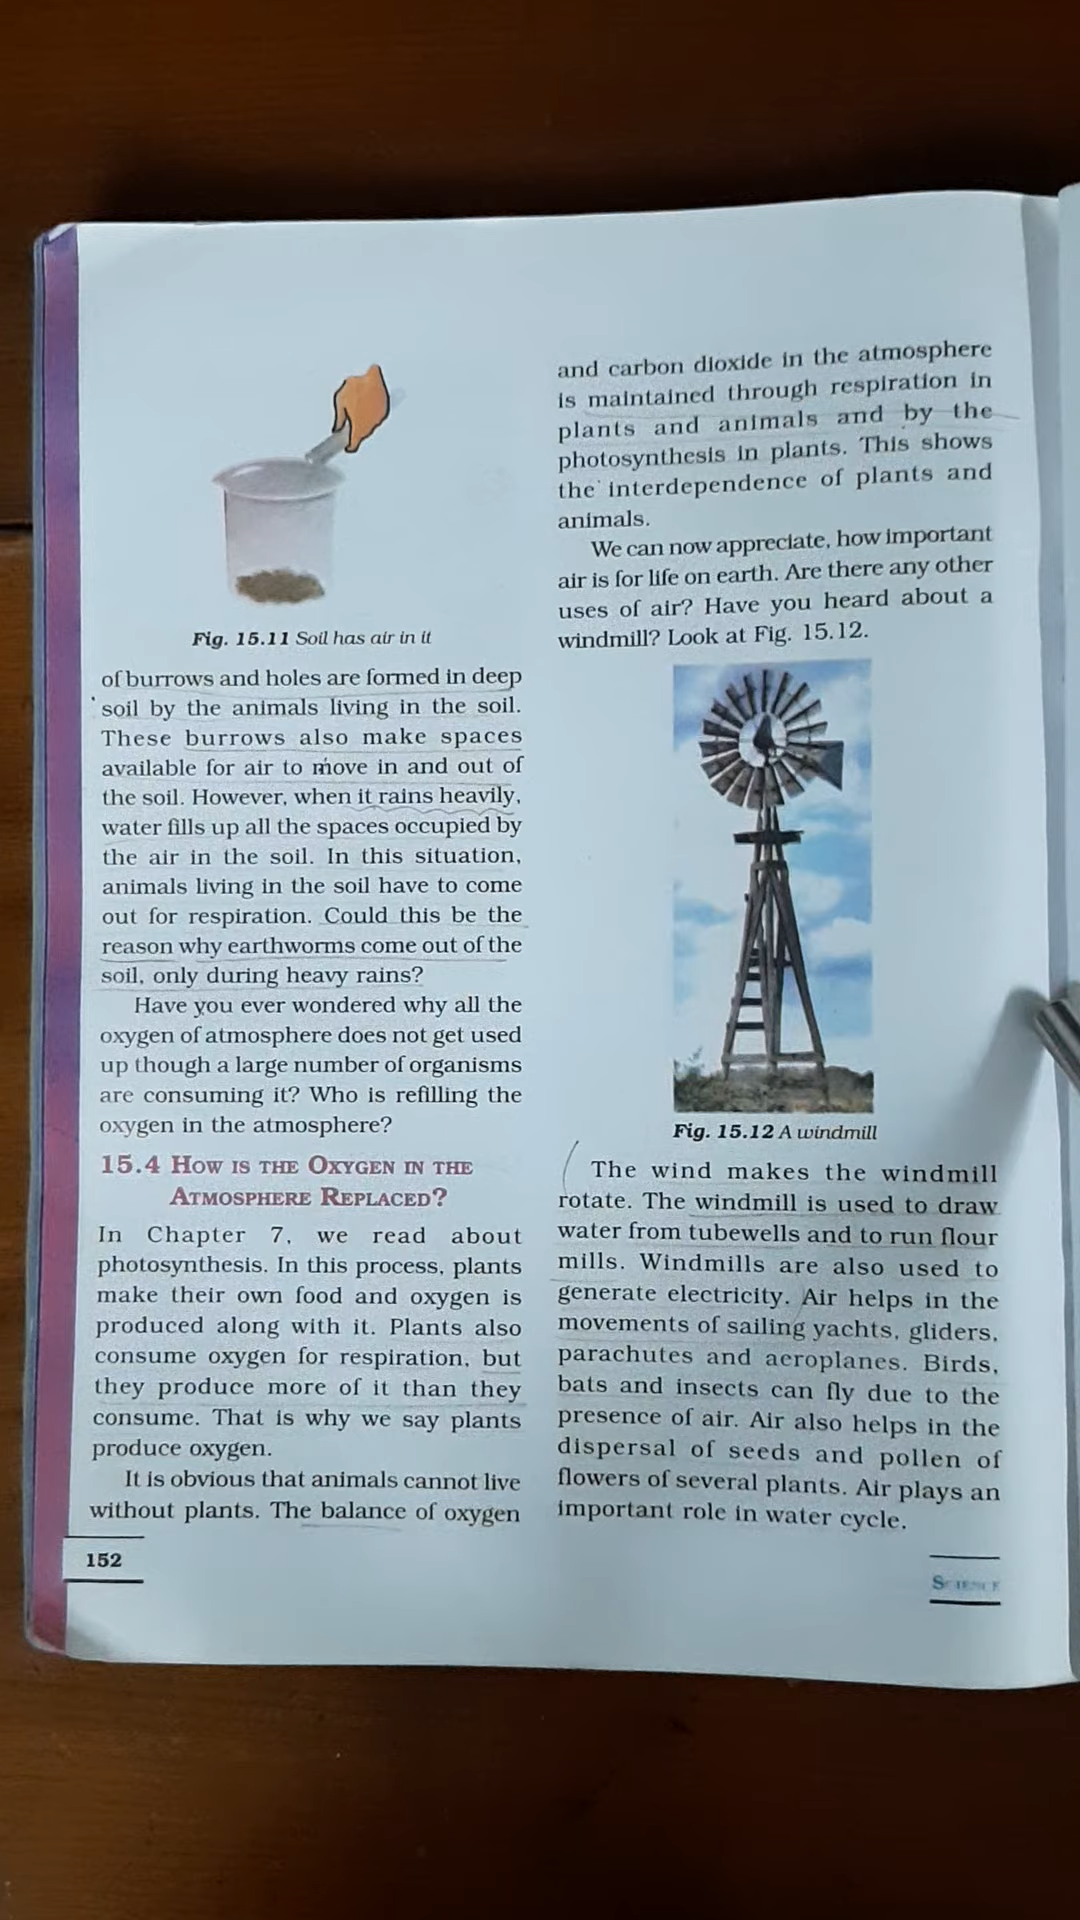 Fig. 15.11 Soil has air in it
of burrows and holes are formed in deep
soil by the animals living in the soil.
These burrows also make spaces
available for air to move in and out of
the soil. However, when it rains heavily,
water fills up all the spaces occupied by
the air in the soil. In this situation,
animals living in the soil have to come
out for respiration. Could this be the
reason why earthworms come out of the
soil, only during heavy rains?
Have you ever wondered why all the
oxygen of atmosphere does not get used
up though a large number of organisms
are consuming it? Who is refilling the
oxygen in the atmosphere?
15.4 HOW IS THE OXYGEN IN THE
ATMOSPHERE REPLACED?
In Chapter 7, we read about
photosynthesis. In this process, plants
make their own food and oxygen is
produced along with it. Plants also
consume oxygen for respiration, but
they produce more of it than they
consume. That is why we say plants
produce oxygen.
It is obvious that animals cannot live
without plants. The balance of oxygen
152
and carbon dioxide in the atmosphere
is maintained through respiration in
plants and animals and by the
photosynthesis in plants. This shows
the interdependence of plants and
animals.
We can now appreciate, how important
air is for life on earth. Are there any other
uses of air? Have you heard about a
windmill? Look at Fig. 15.12.
Fig. 15.12 A windmill
The wind makes the windmill
rotate. The windmill is used to draw
water from tubewells and to run flour
mills. Windmills are also used to
generate electricity. Air helps in the
movements of sailing yachts, gliders,
parachutes and aeroplanes. Birds,
bats and insects can fly due to the
presence of air. Air also helps in the
dispersal of seeds and pollen of
flowers of several plants. Air plays an
important role in water cycle.
SCIENCE